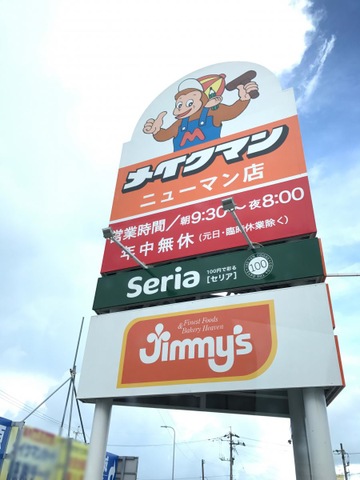 M
メイクマン
ニューマン店
営業時間／朝9:30〜夜8:00
年中無休(元日・臨時休業除く)
Seria
100円で彩る
[セリア]
100
& Finest Foods
Bakery Heaven
Jimmy's